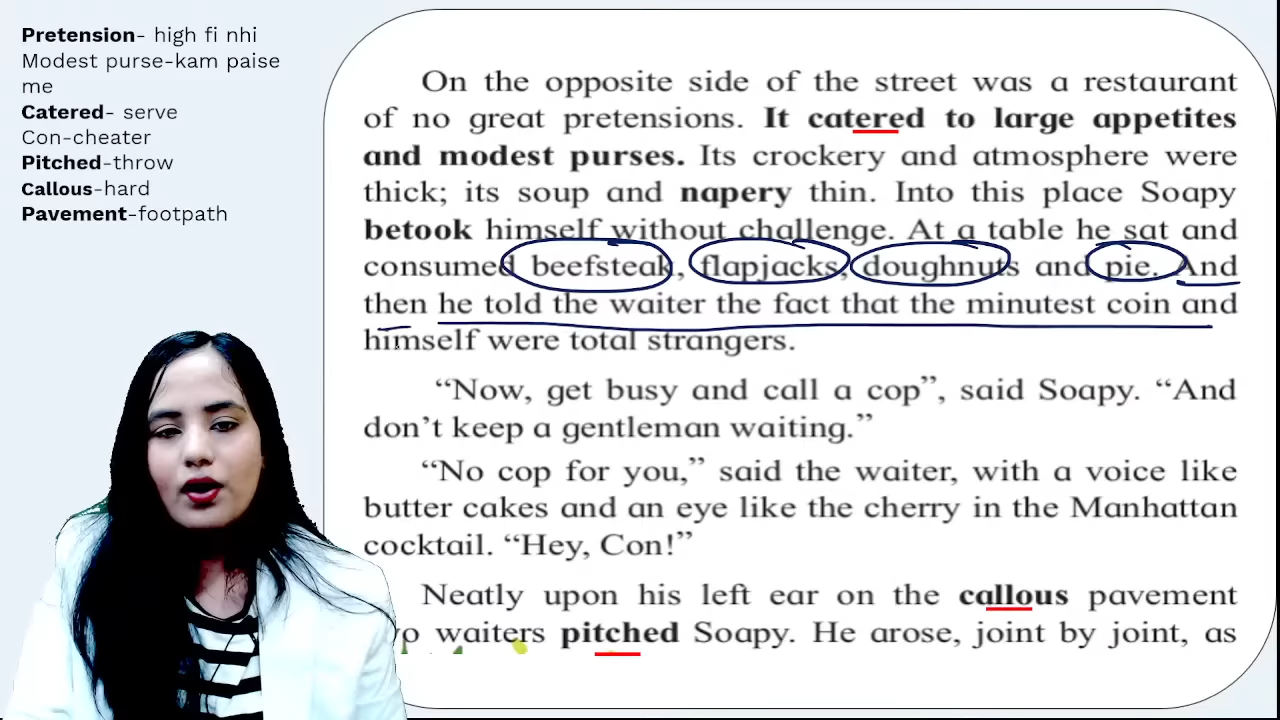 Pretension- high fi nhi
Modest purse-kam paise
me
Catered- serve
Con-cheater
Pitched-throw
Callous-hard
Pavement-footpath
On the opposite side of the street was a restaurant
of no great pretensions. It catered to large appetites
and modest purses. Its crockery and atmosphere were
thick; its soup and napery thin. Into this place Soapy
betook himself without challenge. At a table he sat and
consumed beefsteak, flapjacks, doughnuts and pie. And
then he told the waiter the fact that the minutest coin and
himself were total strangers.
“Now, get busy and call a cop”, said Soapy. “And
don’t keep a gentleman waiting.”
“No cop for you,” said the waiter, with a voice like
butter cakes and an eye like the cherry in the Manhattan
cocktail. “Hey, Con!”
Neatly upon his left ear on the callous pavement
waiters pitched Soapy. He arose, joint by joint, as